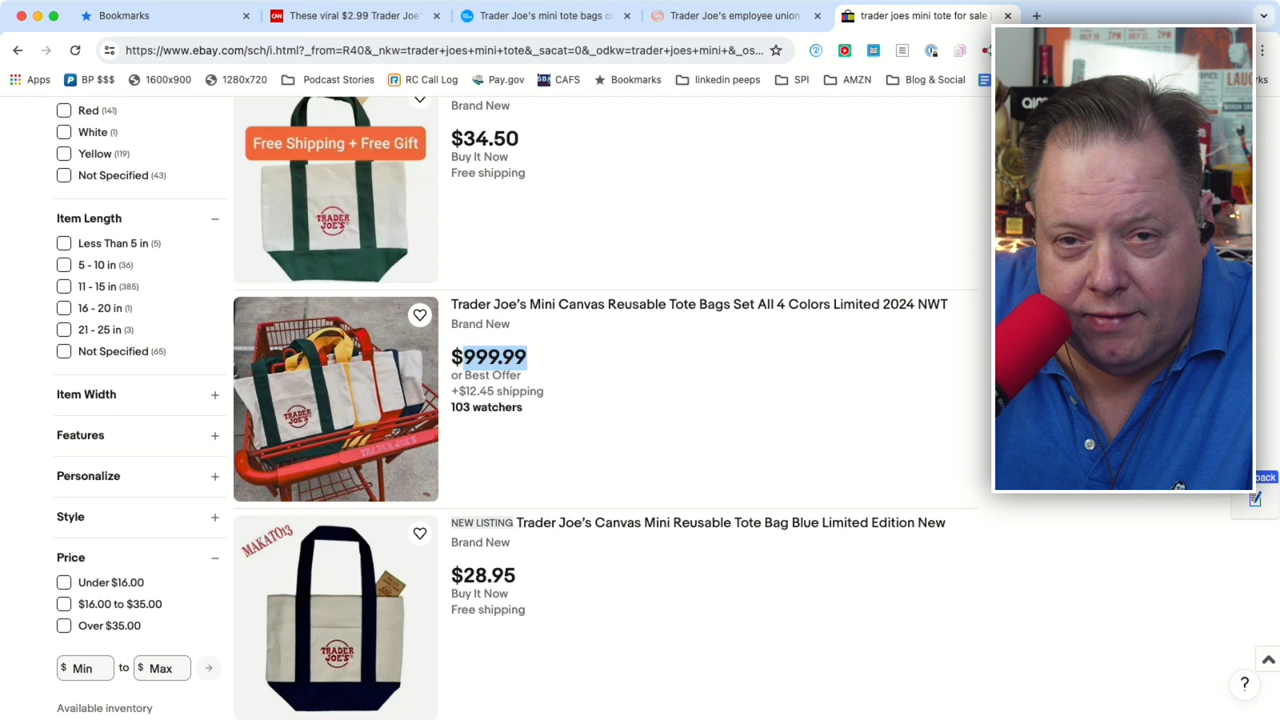 Bookmarks
These viral $2.99 Trader Joe'
Trader Joe's mini tote bags o
Trader Joe's employee union
trader joes mini tote for sale
https://www.ebay.com/sch/i.html?_from=R40&_nkw=trader+joes+mini+tote&_sacat=0&_odkw=trader+joes+mini+&_os...
Apps
BP $$$
1600x900
1280x720
Podcast Stories
RC Call Log
Pay.gov
CAFS
Bookmarks
linkedin peeps
SPI
AMZN
Blog & Social
Red (141)
White (1)
Yellow (119)
Not Specified (43)
Item Length
Less Than 5 in (5)
5 - 10 in (36)
11 - 15 in (385)
16 - 20 in (1)
21 - 25 in (3)
Not Specified (65)
Item Width
Features
Personalize
Style
Price
Under $16.00
$16.00 to $35.00
Over $35.00
$ Min to $ Max
Available inventory
Free Shipping + Free Gift
TRADER
JOE'S
Brand New
$34.50
Buy It Now
Free shipping
TRADER JOE'S
Trader Joe's Mini Canvas Reusable Tote Bags Set All 4 Colors Limited 2024 NWT
Brand New
$999.99
or Best Offer
+$12.45 shipping
103 watchers
MAKATO13
TRADER
JOE'S
NEW LISTING Trader Joe's Canvas Mini Reusable Tote Bag Blue Limited Edition New
Brand New
$28.95
Buy It Now
Free shipping
?